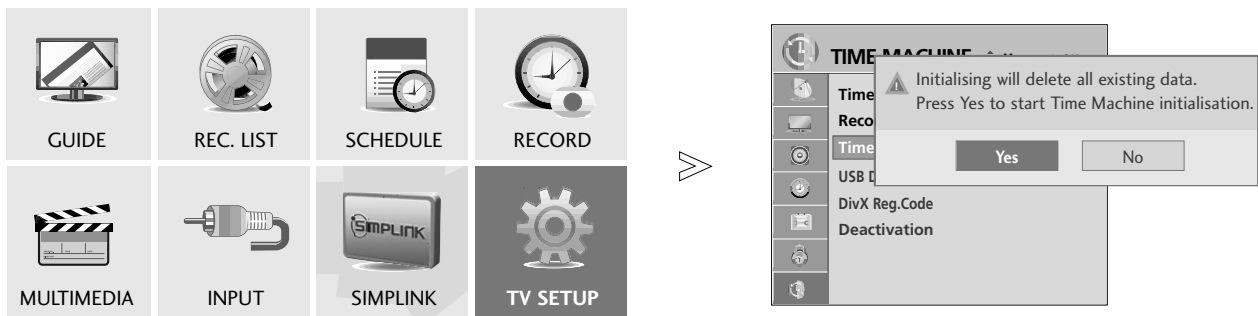 GUIDE
REC. LIST
SCHEDULE
RECORD
MULTIMEDIA
INPUT
SIMPLINK
SIMPLINK
TV SETUP
TIME MACHINE
Time
Reco
Time
USB D
DivX Reg.Code
Deactivation
Initialising will delete all existing data.
Press Yes to start Time Machine initialisation.
Yes
No